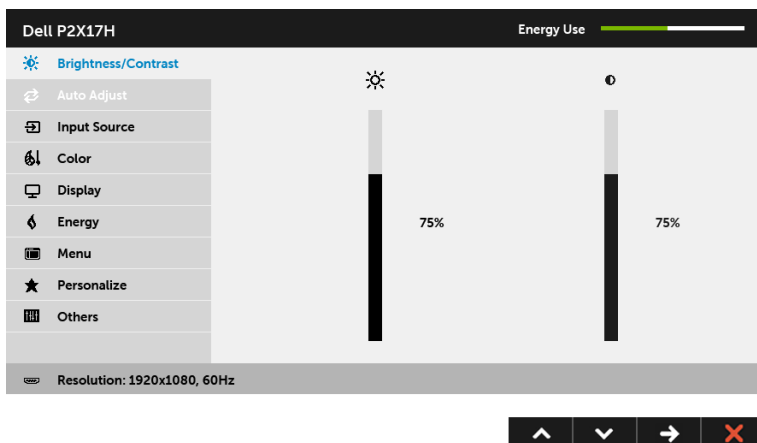 Dell P2X17H
Energy Use
Brightness/Contrast
Auto Adjust
Input Source
Color
Display
Energy
75%
75%
Menu
Personalize
Others
Resolution: 1920x1080, 60Hz